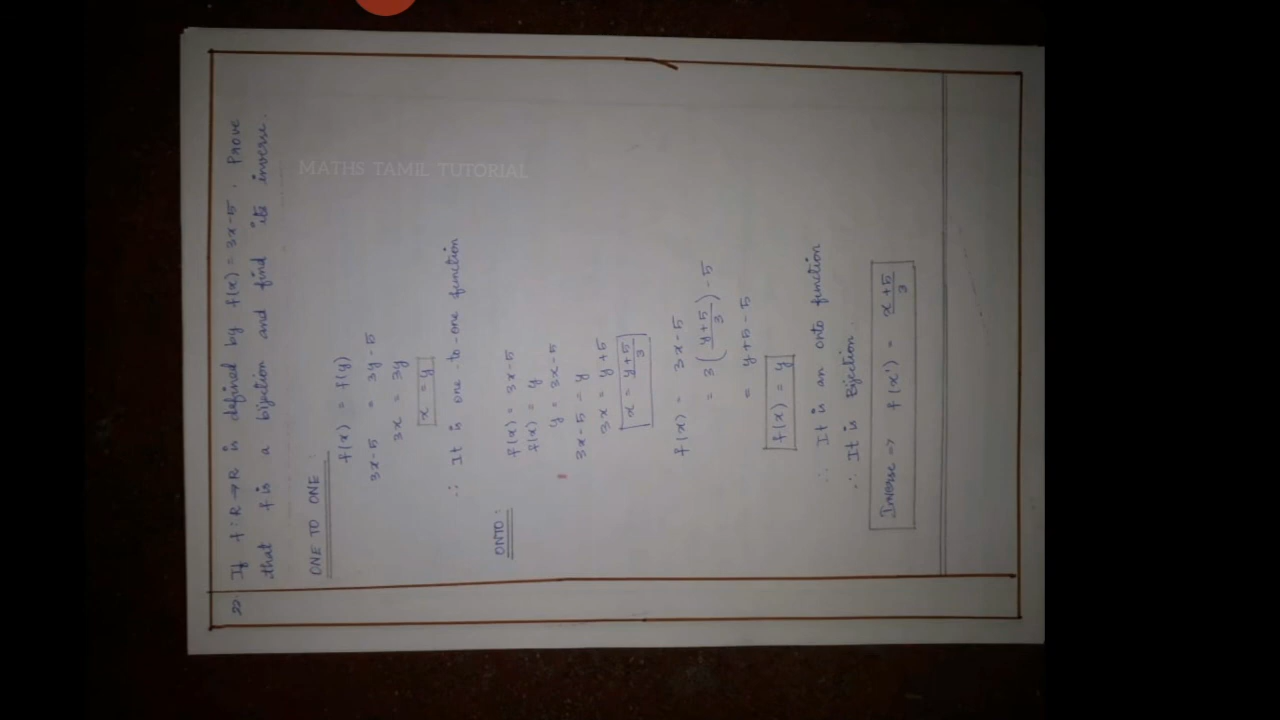 22. If f : R → R is defined by f(x) = 3x-5. Prove
that f is a bijection and find its inverse.
MATHS TAMIL TUTORIAL
ONE TO ONE :
f(x) = f(y)
3x-5 = 3y-5
3x = 3y
x = y
∴ It is one-to-one function
ONTO :
f(x) = 3x-5
f(x) = y
y = 3x-5
3x-5 = y
3x = y+5
x = y+5/3
f(x) = 3x-5
= 3(y+5/3)-5
= y+5-5
f(x) = y
∴ It is an onto function
∴ It is Bijection.
Inverse → f(x') = x+5/3